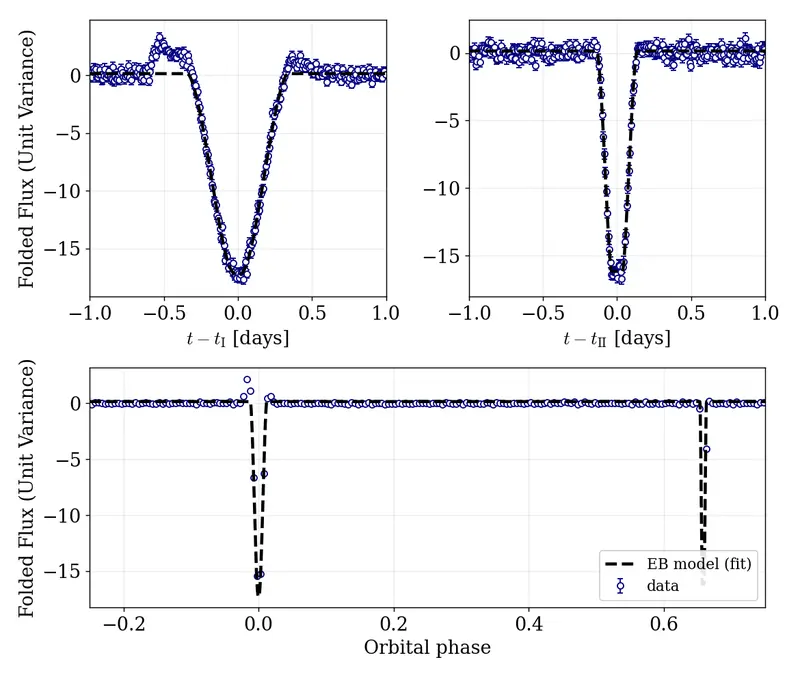 Folded Flux (Unit Variance)
0
−5
−10
−15
−1.0 −0.5 0.0 0.5 1.0
t − t_I [days]
0
−5
−10
−15
−1.0 −0.5 0.0 0.5 1.0
t − t_II [days]
Folded Flux (Unit Variance)
0
−5
−10
−15
EB model (fit)
data
−0.2 0.0 0.2 0.4 0.6
Orbital phase